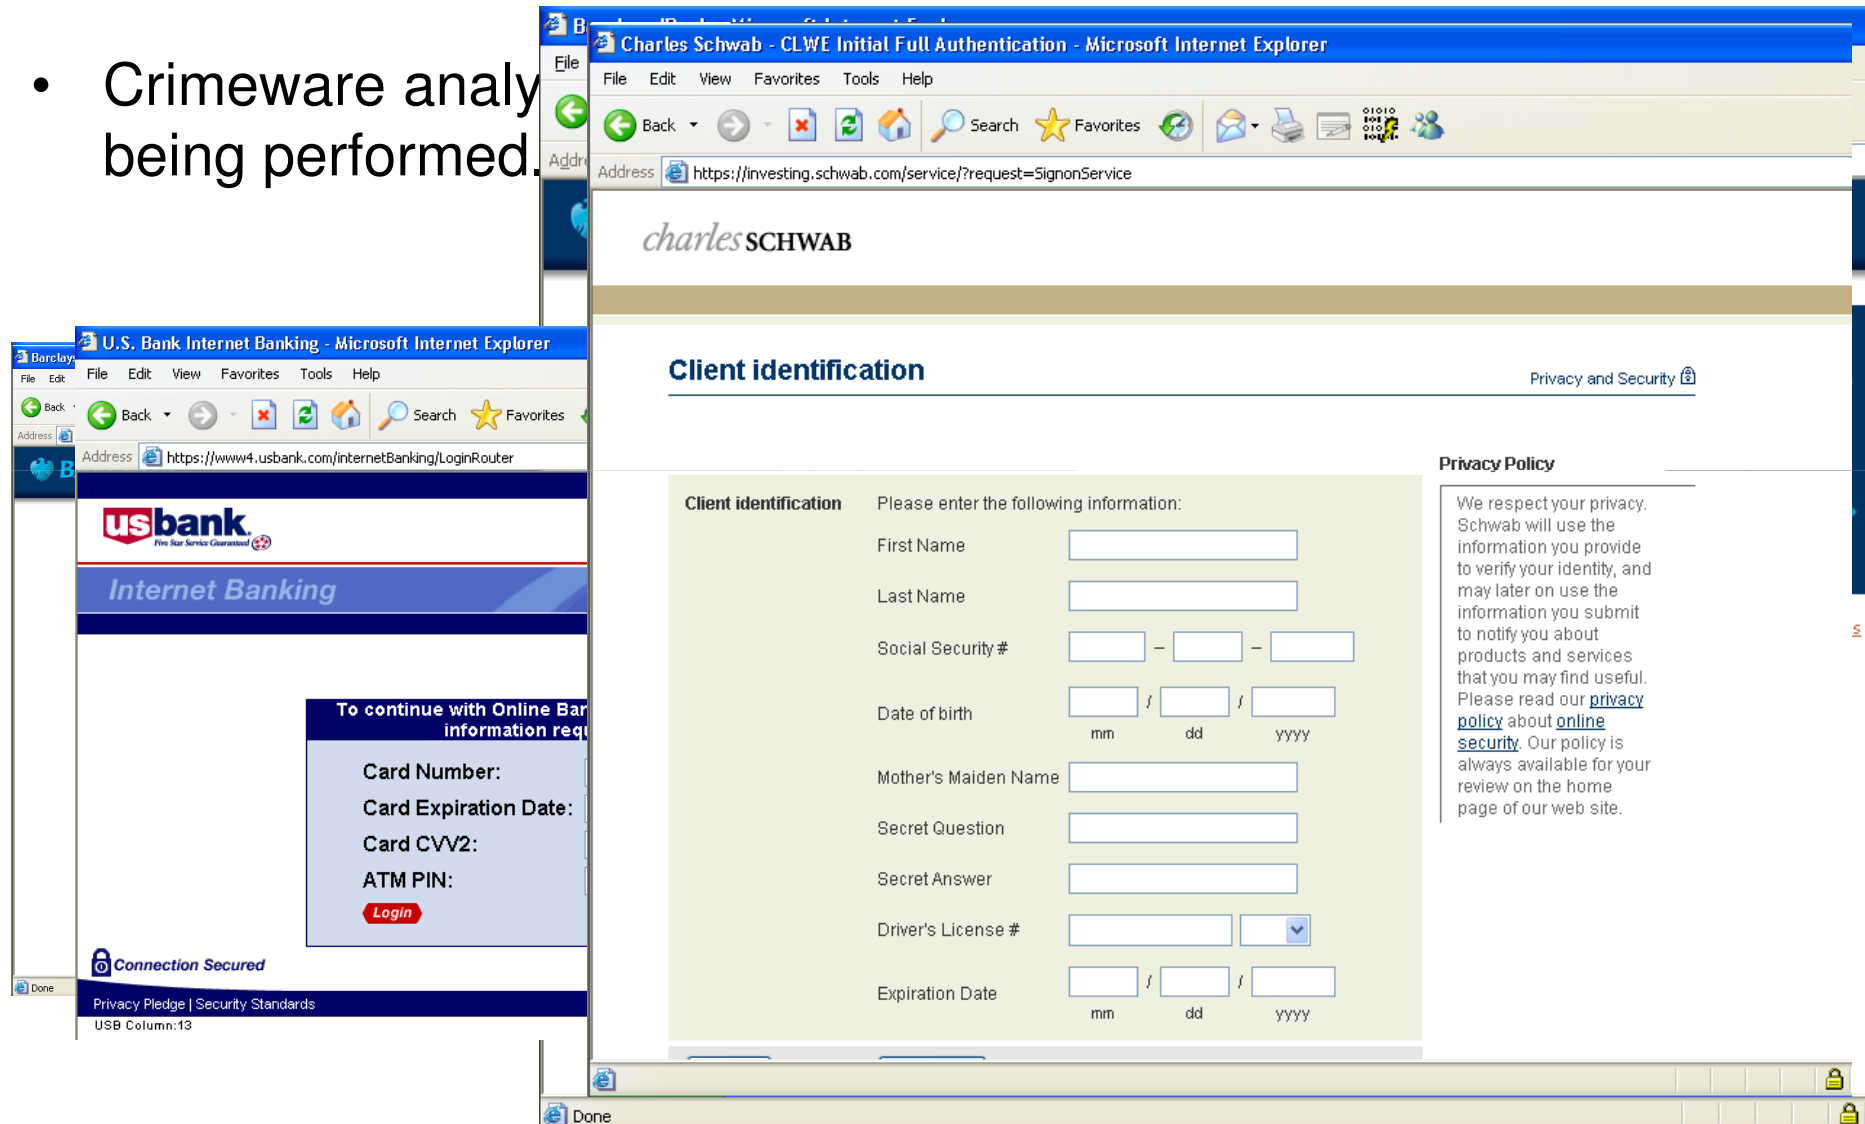 • Crimeware analy
being performed.
File
Charles Schwab - CLWE Initial Full Authentication - Microsoft Internet Explorer
File Edit View Favorites Tools Help
Back Search Favorites
Address https://investing.schwab.com/service/?request=SignonService
charles SCHWAB
Client identification
Privacy and Security
Client identification Please enter the following information:
First Name
Last Name
Social Security # – –
Date of birth / /
mm dd yyyy
Mother's Maiden Name
Secret Question
Secret Answer
Driver's License #
Expiration Date / /
mm dd yyyy
Privacy Policy
We respect your privacy.
Schwab will use the
information you provide
to verify your identity, and
may later on use the
information you submit
to notify you about
products and services
that you may find useful.
Please read our privacy
policy about online
security. Our policy is
always available for your
review on the home
page of our web site.
s
Done
Barclays
File Edit
Back
Address
B
Done
U.S. Bank Internet Banking - Microsoft Internet Explorer
File Edit View Favorites Tools Help
Back Search Favorites
Address https://www4.usbank.com/internetBanking/LoginRouter
usbank.
Five Star Service Guaranteed
Internet Banking
To continue with Online Ban
information requ
Card Number:
Card Expiration Date:
Card CVV2:
ATM PIN:
Login
Connection Secured
Privacy Pledge | Security Standards
USB Column:13